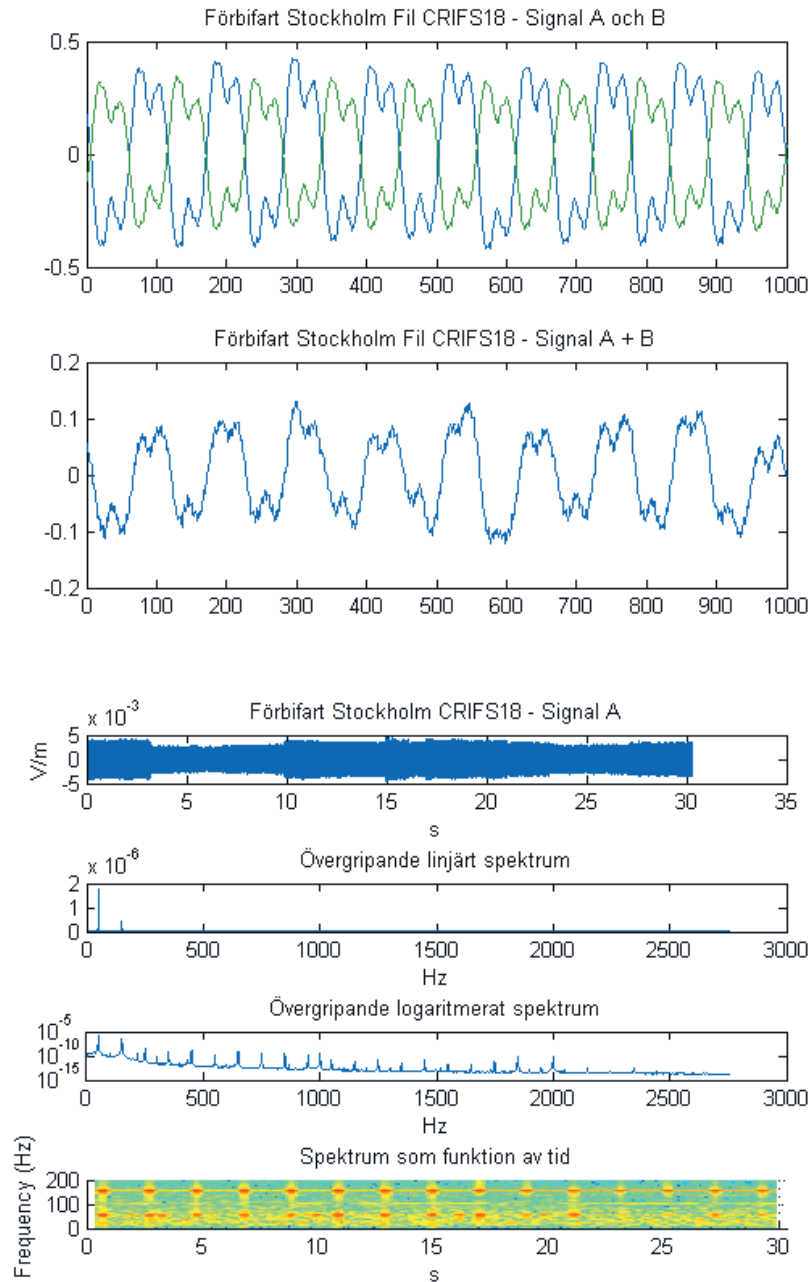 Förbifart Stockholm Fil CRIFS18 - Signal A och B
0.5
0
-0.5
0 100 200 300 400 500 600 700 800 900 1000
Förbifart Stockholm Fil CRIFS18 - Signal A + B
0.2
0.1
0
-0.1
-0.2
0 100 200 300 400 500 600 700 800 900 1000
x 10-3
Förbifart Stockholm CRIFS18 - Signal A
V/m
5
0
-5
0 5 10 15 20 25 30 35
s
x 10-6
Övergripande linjärt spektrum
2
1
0
0 500 1000 1500 2000 2500 3000
Hz
Övergripande logaritmerat spektrum
10-5
10-10
10-15
0 500 1000 1500 2000 2500 3000
Hz
Spektrum som funktion av tid
Frequency (Hz)
200
100
0
0 5 10 15 20 25 30
s